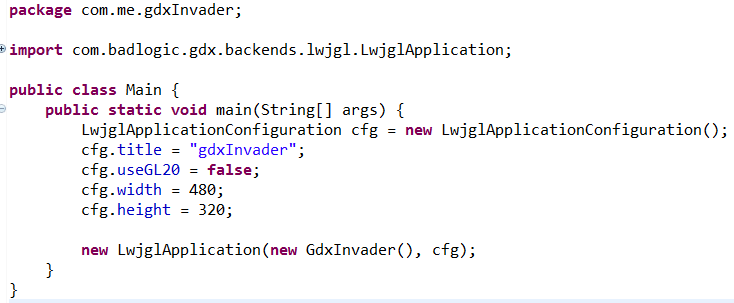 package com.me.gdxInvader;
import com.badlogic.gdx.backends.lwjgl.LwjglApplication;
public class Main {
public static void main(String[] args) {
LwjglApplicationConfiguration cfg = new LwjglApplicationConfiguration();
cfg.title = "gdxInvader";
cfg.useGL20 = false;
cfg.width = 480;
cfg.height = 320;
new LwjglApplication(new GdxInvader(), cfg);
}
}